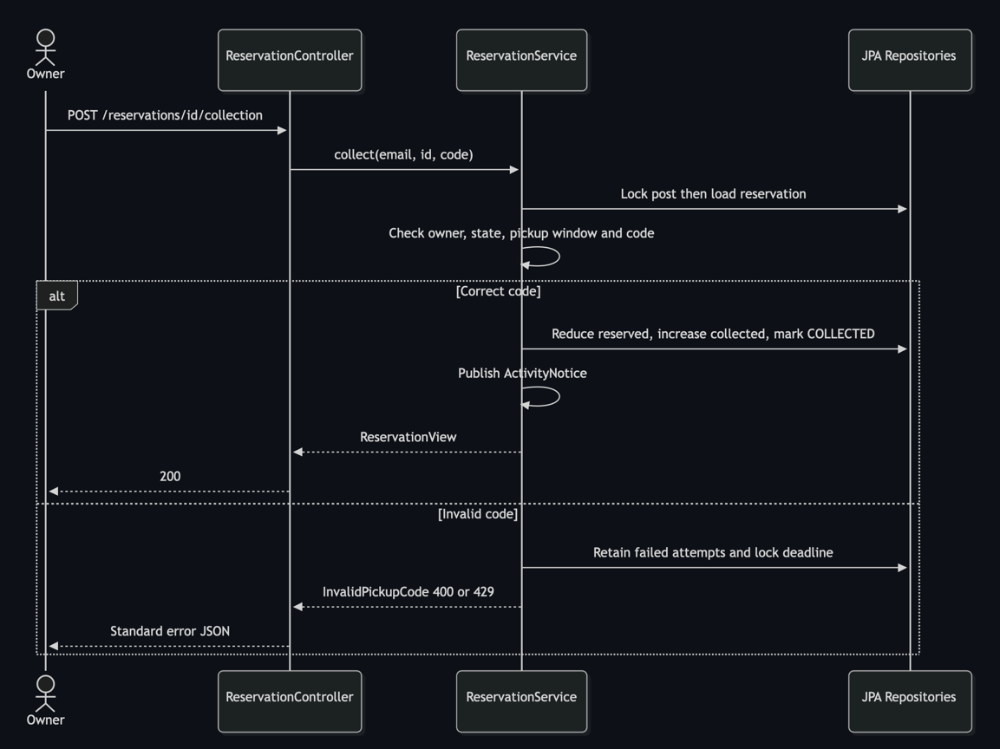 Owner
ReservationController
ReservationService
JPA Repositories
POST /reservations/id/collection
collect(email, id, code)
Lock post then load reservation
Check owner, state, pickup window and code
alt
[Correct code]
Reduce reserved, increase collected, mark COLLECTED
Publish ActivityNotice
ReservationView
200
[Invalid code]
Retain failed attempts and lock deadline
InvalidPickupCode 400 or 429
Standard error JSON
Owner
ReservationController
ReservationService
JPA Repositories